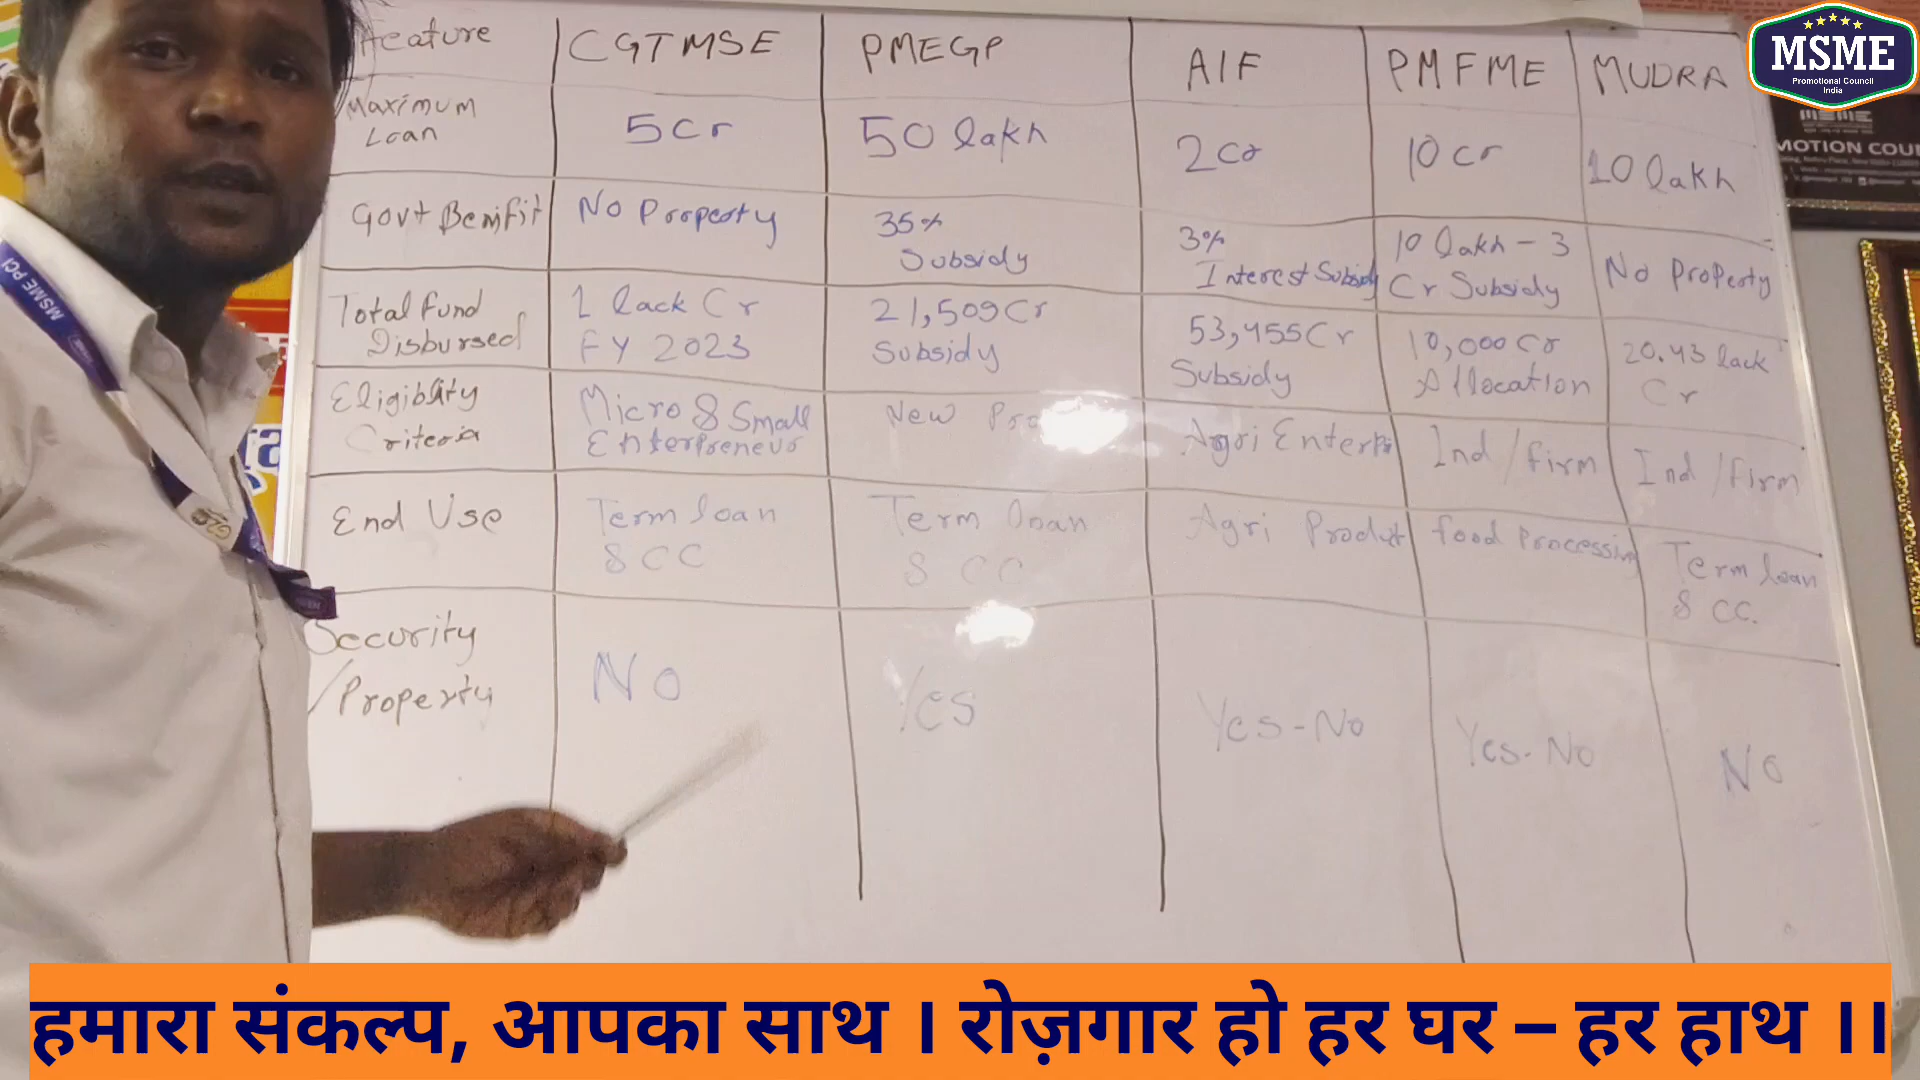 Feature CGTMSE PMEGP AIF PMFME MUDRA
Maximum Loan 5 Cr 50 lakh 2 Cr 10 Cr 10 lakh
Govt Benifit No Property 35% Subsidy 3% Interest Subsidy 10 lakh - 3 Cr Subsidy No Property
Total Fund Disbursed 1 lack Cr FY 2023 21,509 Cr Subsidy 53,455 Cr Subsidy 10,000 Cr Allocation 20.43 lack Cr
Eligiblity Criteria Micro & Small Enterpreneur New Agri Ind / firm Ind / Firm
End Use Term loan & CC Term loan & CC Agri Product food Processing Term loan & CC.
Security / Property No Yes Yes - No Yes - No No
MSME
Promotional Council
India
MSME PCI
हमारा संकल्प, आपका साथ । रोज़गार हो हर घर – हर हाथ ।।